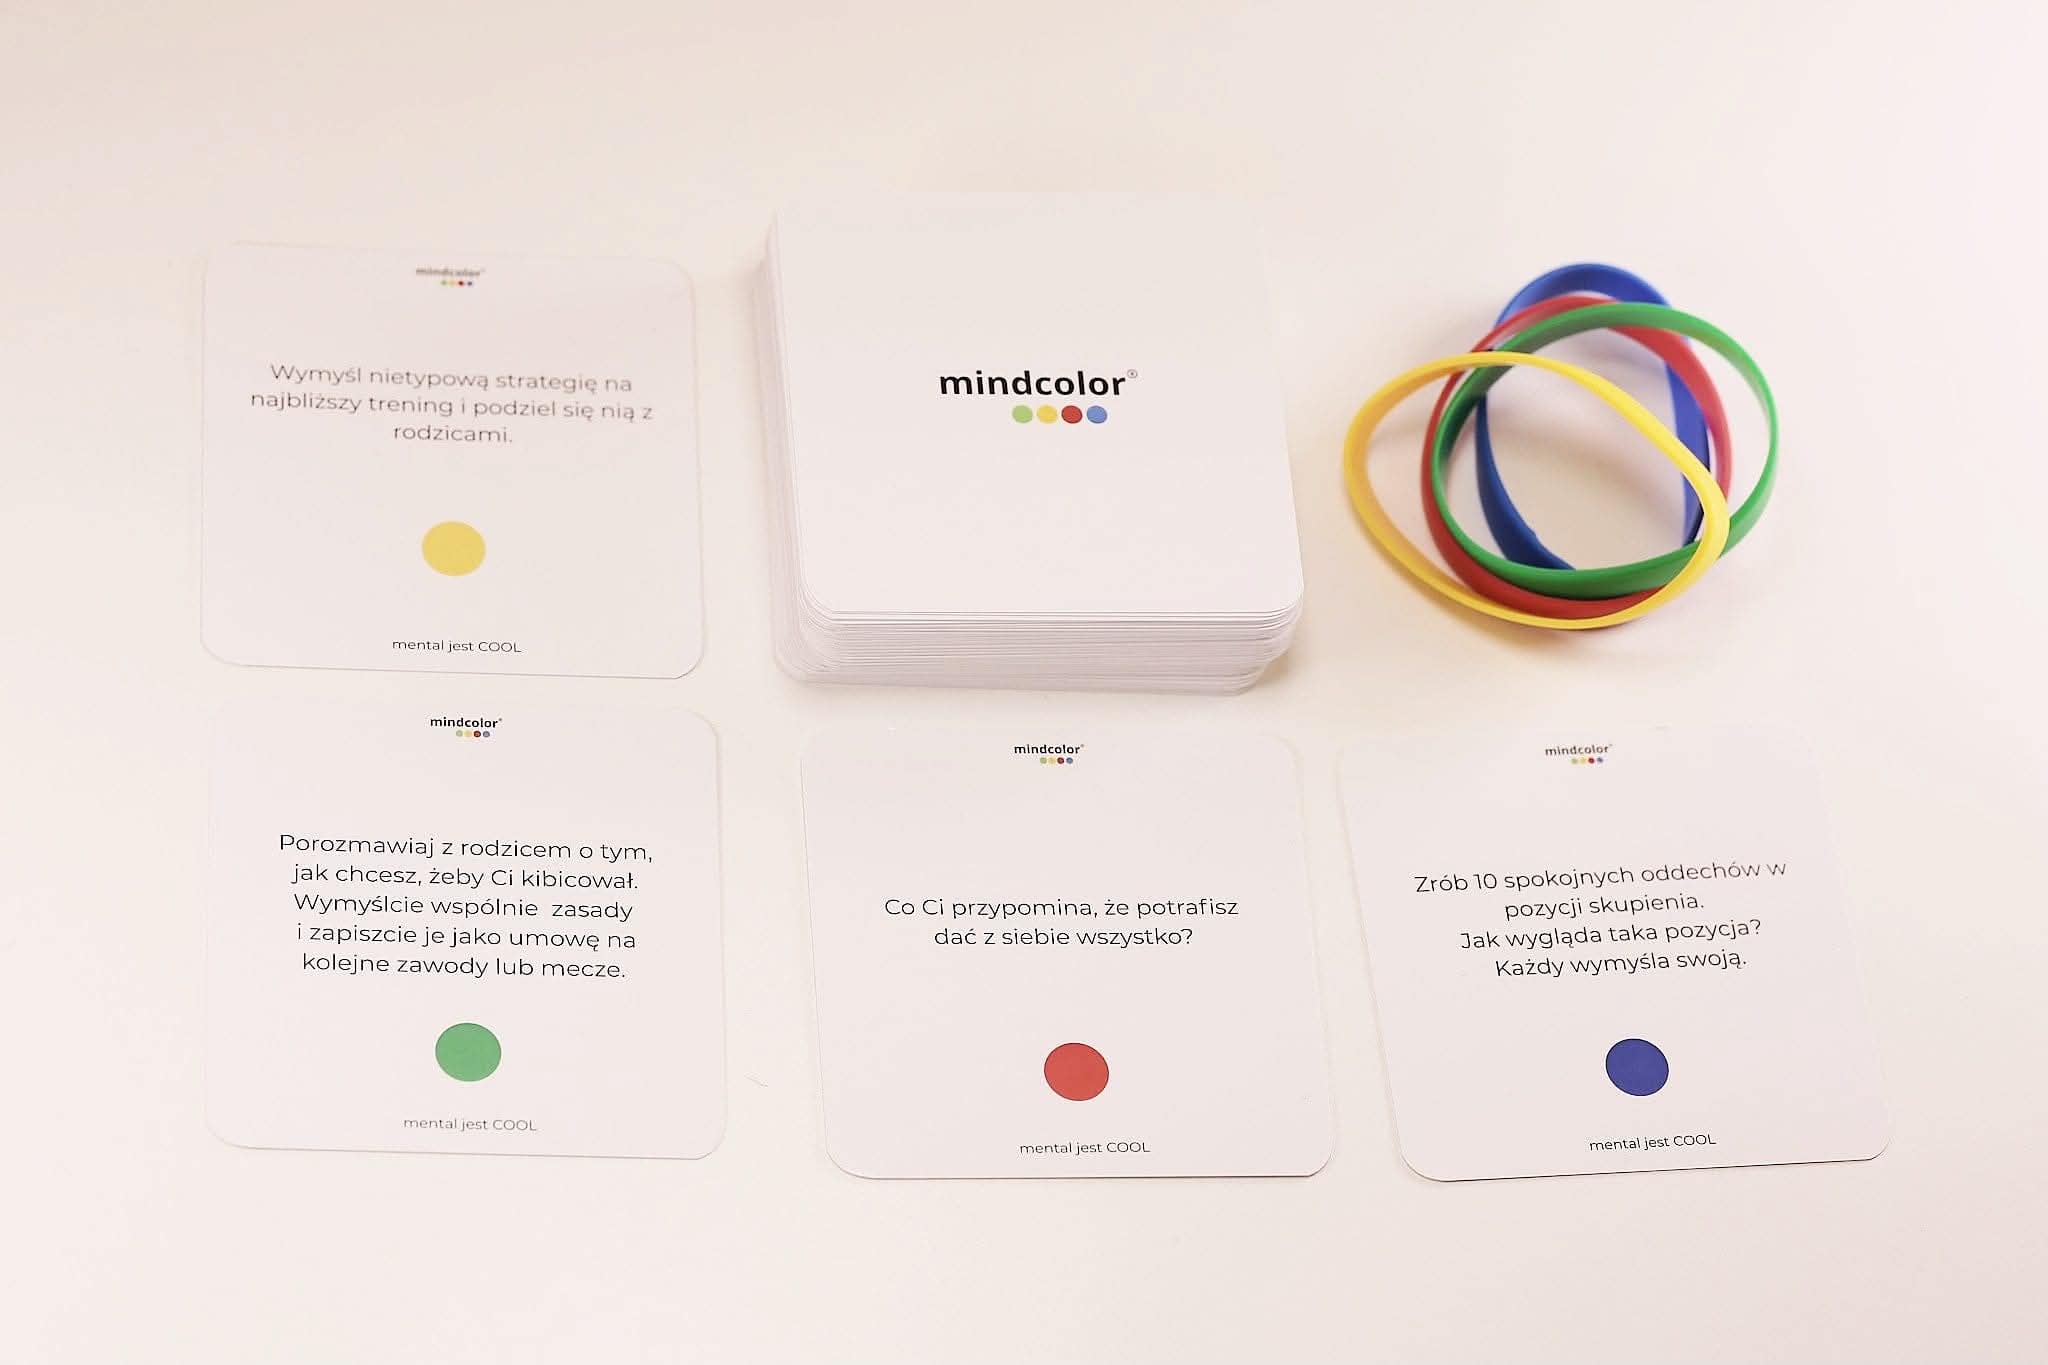 mindcolor®
Wymyśl nietypową strategię na
najbliższy trening i podziel się nią z
rodzicami.
mental jest COOL
mindcolor®
mindcolor®
Porozmawiaj z rodzicem o tym,
jak chcesz, żeby Ci kibicował.
Wymyślcie wspólnie zasady
i zapiszcie je jako umowę na
kolejne zawody lub mecze.
mental jest COOL
mindcolor®
Co Ci przypomina, że potrafisz
dać z siebie wszystko?
mental jest COOL
mindcolor®
Zrób 10 spokojnych oddechów w
pozycji skupienia.
Jak wygląda taka pozycja?
Każdy wymyśla swoją.
mental jest COOL